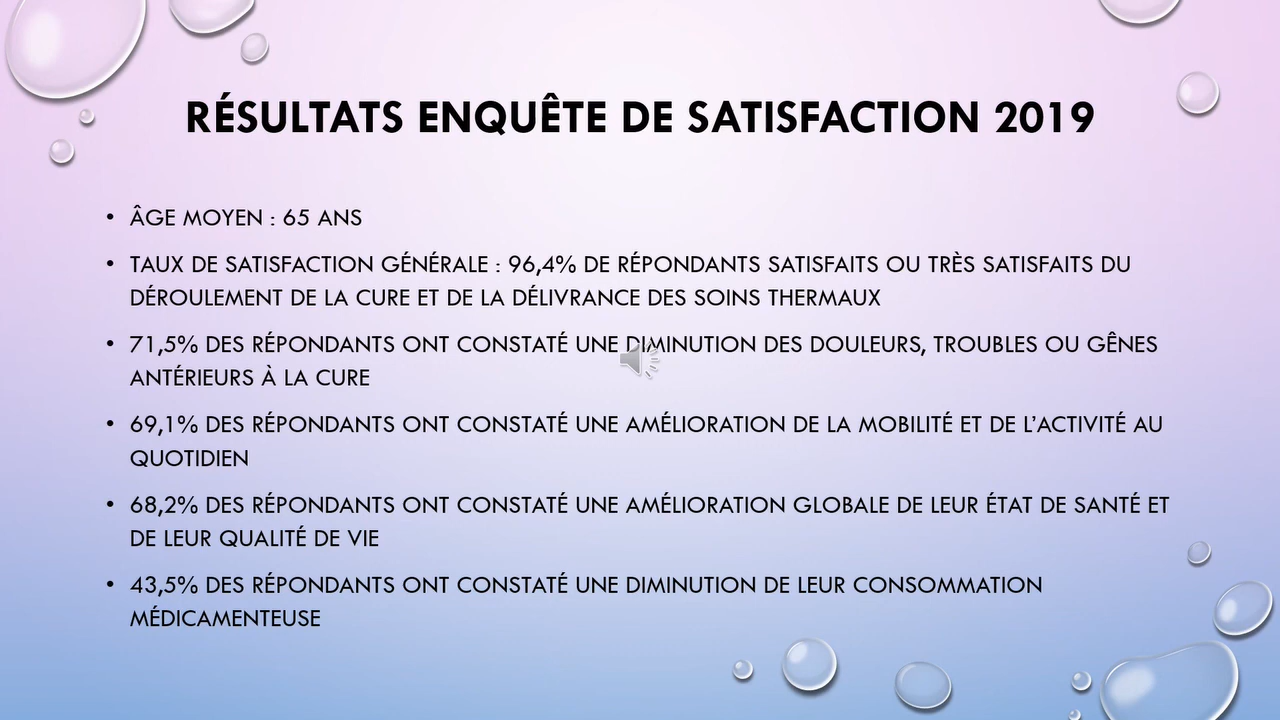 RÉSULTATS ENQUÊTE DE SATISFACTION 2019
• ÂGE MOYEN : 65 ANS
• TAUX DE SATISFACTION GÉNÉRALE : 96,4% DE RÉPONDANTS SATISFAITS OU TRÈS SATISFAITS DU
DÉROULEMENT DE LA CURE ET DE LA DÉLIVRANCE DES SOINS THERMAUX
• 71,5% DES RÉPONDANTS ONT CONSTATÉ UNE DIMINUTION DES DOULEURS, TROUBLES OU GÊNES
ANTÉRIEURS À LA CURE
• 69,1% DES RÉPONDANTS ONT CONSTATÉ UNE AMÉLIORATION DE LA MOBILITÉ ET DE L’ACTIVITÉ AU
QUOTIDIEN
• 68,2% DES RÉPONDANTS ONT CONSTATÉ UNE AMÉLIORATION GLOBALE DE LEUR ÉTAT DE SANTÉ ET
DE LEUR QUALITÉ DE VIE
• 43,5% DES RÉPONDANTS ONT CONSTATÉ UNE DIMINUTION DE LEUR CONSOMMATION
MÉDICAMENTEUSE